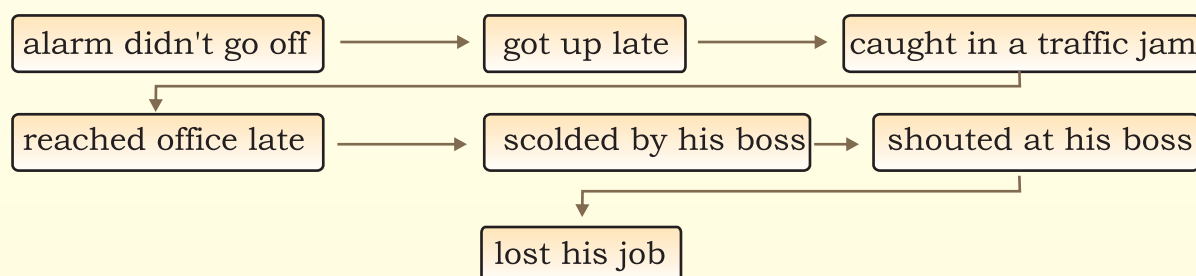 alarm didn't go off
got up late
caught in a traffic jam
reached office late
scolded by his boss
shouted at his boss
lost his job